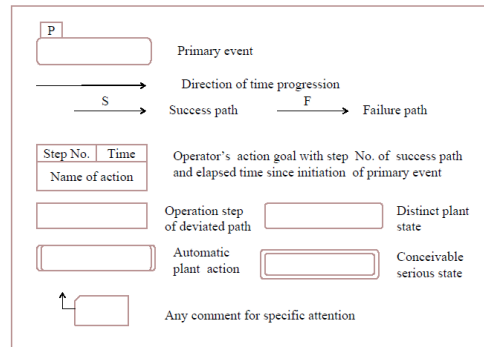 P
Primary event
Direction of time progression
S
Success path
F
Failure path
Step No. Time
Name of action
Operator's action goal with step No. of success path
and elapsed time since initiation of primary event
Operation step
of deviated path
Distinct plant
state
Automatic
plant action
Conceivable
serious state
Any comment for specific attention